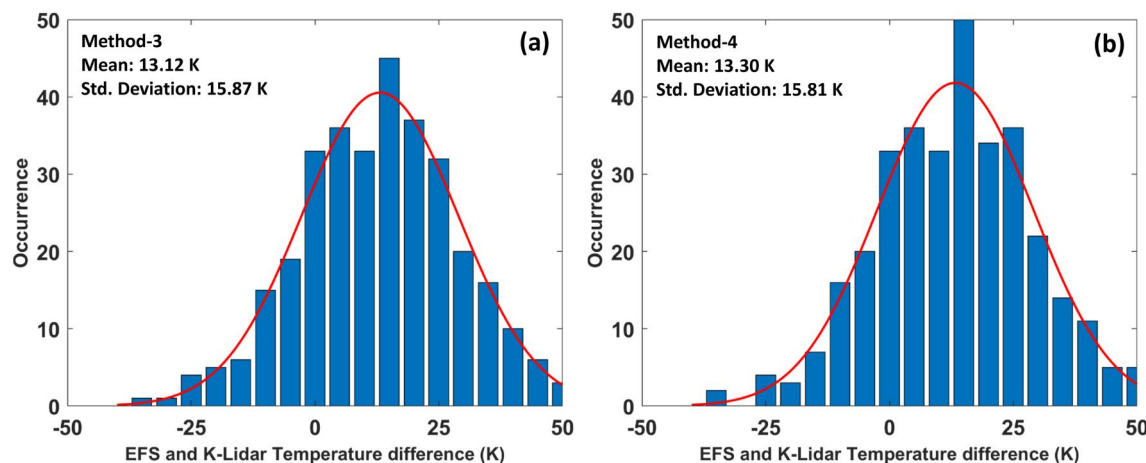 Method-3
Mean: 13.12 K
Std. Deviation: 15.87 K
(a)
50
40
30
20
10
0
Occurrence
-50
-25
0
25
50
EFS and K-Lidar Temperature difference (K)
Method-4
Mean: 13.30 K
Std. Deviation: 15.81 K
(b)
50
40
30
20
10
0
Occurrence
-50
-25
0
25
50
EFS and K-Lidar Temperature difference (K)